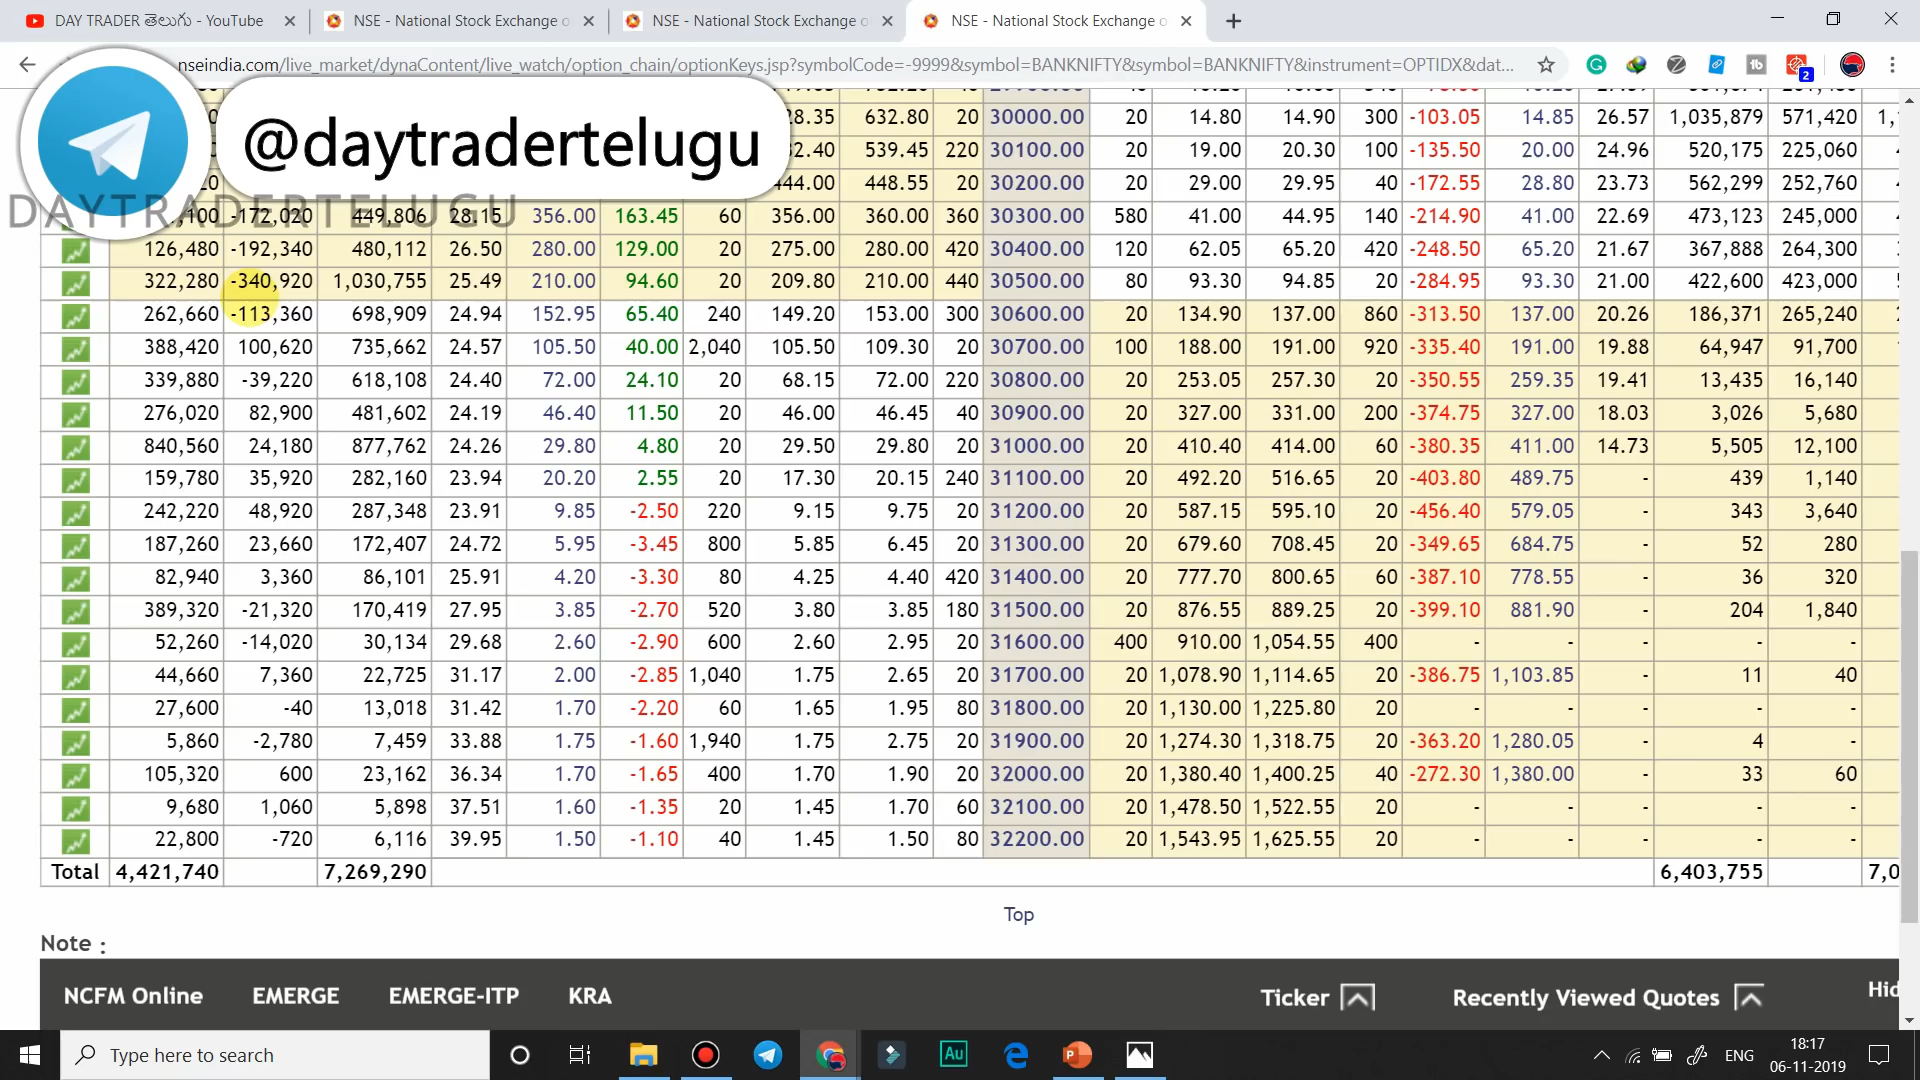 DAY TRADER తెలుగు - YouTube NSE - National Stock Exchange o NSE - National Stock Exchange o NSE - National Stock Exchange o
nseindia.com/live_market/dynaContent/live_watch/option_chain/optionKeys.jsp?symbolCode=-9999&symbol=BANKNIFTY&symbol=BANKNIFTY&instrument=OPTIDX&dat...
2
@daytradertelugu
DAYTRADERTELUGU
28.35 632.80 20 30000.00 20 14.80 14.90 300 -103.05 14.85 26.57 1,035,879 571,420
539.45 220 30100.00 20 19.00 20.30 100 -135.50 20.00 24.96 520,175 225,060
444.00 448.55 20 30200.00 20 29.00 29.95 40 -172.55 28.80 23.73 562,299 252,760
-172,020 449,806 28.15 356.00 163.45 60 356.00 360.00 360 30300.00 580 41.00 44.95 140 -214.90 41.00 22.69 473,123 245,000
126,480 -192,340 480,112 26.50 280.00 129.00 20 275.00 280.00 420 30400.00 120 62.05 65.20 420 -248.50 65.20 21.67 367,888 264,300
322,280 -340,920 1,030,755 25.49 210.00 94.60 20 209.80 210.00 440 30500.00 80 93.30 94.85 20 -284.95 93.30 21.00 422,600 423,000
262,660 -113,360 698,909 24.94 152.95 65.40 240 149.20 153.00 300 30600.00 20 134.90 137.00 860 -313.50 137.00 20.26 186,371 265,240
388,420 100,620 735,662 24.57 105.50 40.00 2,040 105.50 109.30 20 30700.00 100 188.00 191.00 920 -335.40 191.00 19.88 64,947 91,700
339,880 -39,220 618,108 24.40 72.00 24.10 20 68.15 72.00 220 30800.00 20 253.05 257.30 20 -350.55 259.35 19.41 13,435 16,140
276,020 82,900 481,602 24.19 46.40 11.50 20 46.00 46.45 40 30900.00 20 327.00 331.00 200 -374.75 327.00 18.03 3,026 5,680
840,560 24,180 877,762 24.26 29.80 4.80 20 29.50 29.80 20 31000.00 20 410.40 414.00 60 -380.35 411.00 14.73 5,505 12,100
159,780 35,920 282,160 23.94 20.20 2.55 20 17.30 20.15 240 31100.00 20 492.20 516.65 20 -403.80 489.75 - 439 1,140
242,220 48,920 287,348 23.91 9.85 -2.50 220 9.15 9.75 20 31200.00 20 587.15 595.10 20 -456.40 579.05 - 343 3,640
187,260 23,660 172,407 24.72 5.95 -3.45 800 5.85 6.45 20 31300.00 20 679.60 708.45 20 -349.65 684.75 - 52 280
82,940 3,360 86,101 25.91 4.20 -3.30 80 4.25 4.40 420 31400.00 20 777.70 800.65 60 -387.10 778.55 - 36 320
389,320 -21,320 170,419 27.95 3.85 -2.70 520 3.80 3.85 180 31500.00 20 876.55 889.25 20 -399.10 881.90 - 204 1,840
52,260 -14,020 30,134 29.68 2.60 -2.90 600 2.60 2.95 20 31600.00 400 910.00 1,054.55 400 - - - - -
44,660 7,360 22,725 31.17 2.00 -2.85 1,040 1.75 2.65 20 31700.00 20 1,078.90 1,114.65 20 -386.75 1,103.85 - 11 40
27,600 -40 13,018 31.42 1.70 -2.20 60 1.65 1.95 80 31800.00 20 1,130.00 1,225.80 20 - - - - -
5,860 -2,780 7,459 33.88 1.75 -1.60 1,940 1.75 2.75 20 31900.00 20 1,274.30 1,318.75 20 -363.20 1,280.05 - 4 -
105,320 600 23,162 36.34 1.70 -1.65 400 1.70 1.90 20 32000.00 20 1,380.40 1,400.25 40 -272.30 1,380.00 - 33 60
9,680 1,060 5,898 37.51 1.60 -1.35 20 1.45 1.70 60 32100.00 20 1,478.50 1,522.55 20 - - - - -
22,800 -720 6,116 39.95 1.50 -1.10 40 1.45 1.50 80 32200.00 20 1,543.95 1,625.55 20 - - - - -
Total 4,421,740 7,269,290 6,403,755 7,0
Top
Note :
NCFM Online EMERGE EMERGE-ITP KRA Ticker Recently Viewed Quotes Hid
Type here to search Au ENG 18:17
06-11-2019